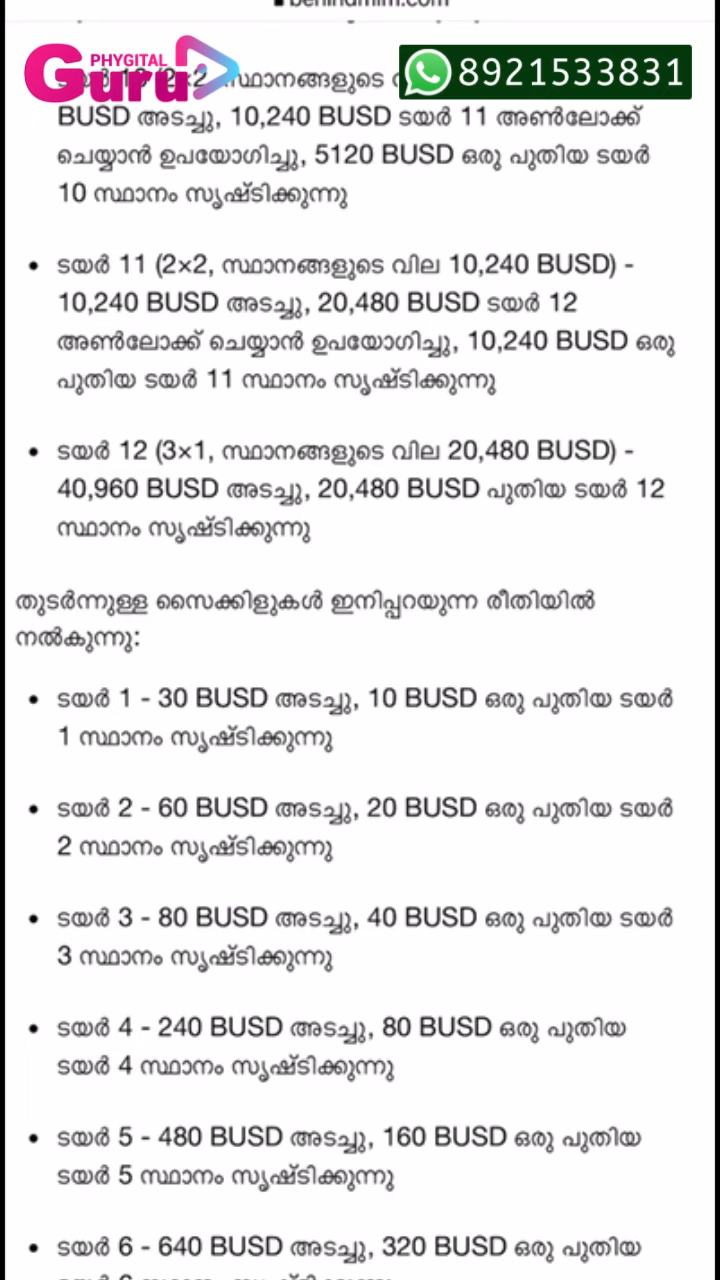 behindmlm.com
PHYGITAL
Guru
8921533831
സ്ഥാനങ്ങളുടെ
BUSD അടച്ചു, 10,240 BUSD ടയർ 11 അൺലോക്ക്
ചെയ്യാൻ ഉപയോഗിച്ചു, 5120 BUSD ഒരു പുതിയ ടയർ
10 സ്ഥാനം സൃഷ്ടിക്കുന്നു
• ടയർ 11 (2×2, സ്ഥാനങ്ങളുടെ വില 10,240 BUSD) -
10,240 BUSD അടച്ചു, 20,480 BUSD ടയർ 12
അൺലോക്ക് ചെയ്യാൻ ഉപയോഗിച്ചു, 10,240 BUSD ഒരു
പുതിയ ടയർ 11 സ്ഥാനം സൃഷ്ടിക്കുന്നു
• ടയർ 12 (3×1, സ്ഥാനങ്ങളുടെ വില 20,480 BUSD) -
40,960 BUSD അടച്ചു, 20,480 BUSD പുതിയ ടയർ 12
സ്ഥാനം സൃഷ്ടിക്കുന്നു
തുടർന്നുള്ള സൈക്കിളുകൾ ഇനിപ്പറയുന്ന രീതിയിൽ
നൽകുന്നു:
• ടയർ 1 - 30 BUSD അടച്ചു, 10 BUSD ഒരു പുതിയ ടയർ
1 സ്ഥാനം സൃഷ്ടിക്കുന്നു
• ടയർ 2 - 60 BUSD അടച്ചു, 20 BUSD ഒരു പുതിയ ടയർ
2 സ്ഥാനം സൃഷ്ടിക്കുന്നു
• ടയർ 3 - 80 BUSD അടച്ചു, 40 BUSD ഒരു പുതിയ ടയർ
3 സ്ഥാനം സൃഷ്ടിക്കുന്നു
• ടയർ 4 - 240 BUSD അടച്ചു, 80 BUSD ഒരു പുതിയ
ടയർ 4 സ്ഥാനം സൃഷ്ടിക്കുന്നു
• ടയർ 5 - 480 BUSD അടച്ചു, 160 BUSD ഒരു പുതിയ
ടയർ 5 സ്ഥാനം സൃഷ്ടിക്കുന്നു
• ടയർ 6 - 640 BUSD അടച്ചു, 320 BUSD ഒരു പുതിയ